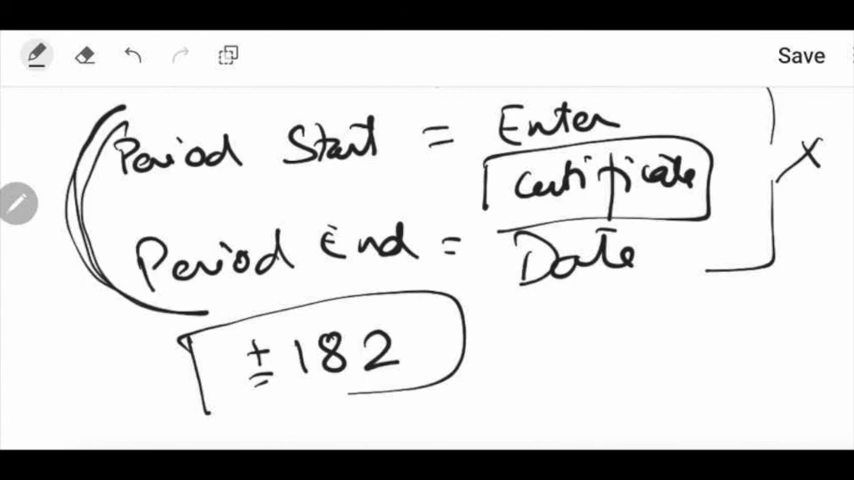 Save
Period Start = Enter
certificate
Period End = Date
X
± 182